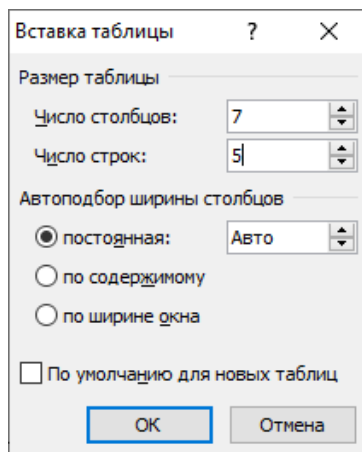 Вставка таблицы ?
Размер таблицы
Число столбцов: 7
Число строк: 5
Автоподбор ширины столбцов
постоянная: Авто
по содержимому
по ширине окна
По умолчанию для новых таблиц
ОК Отмена